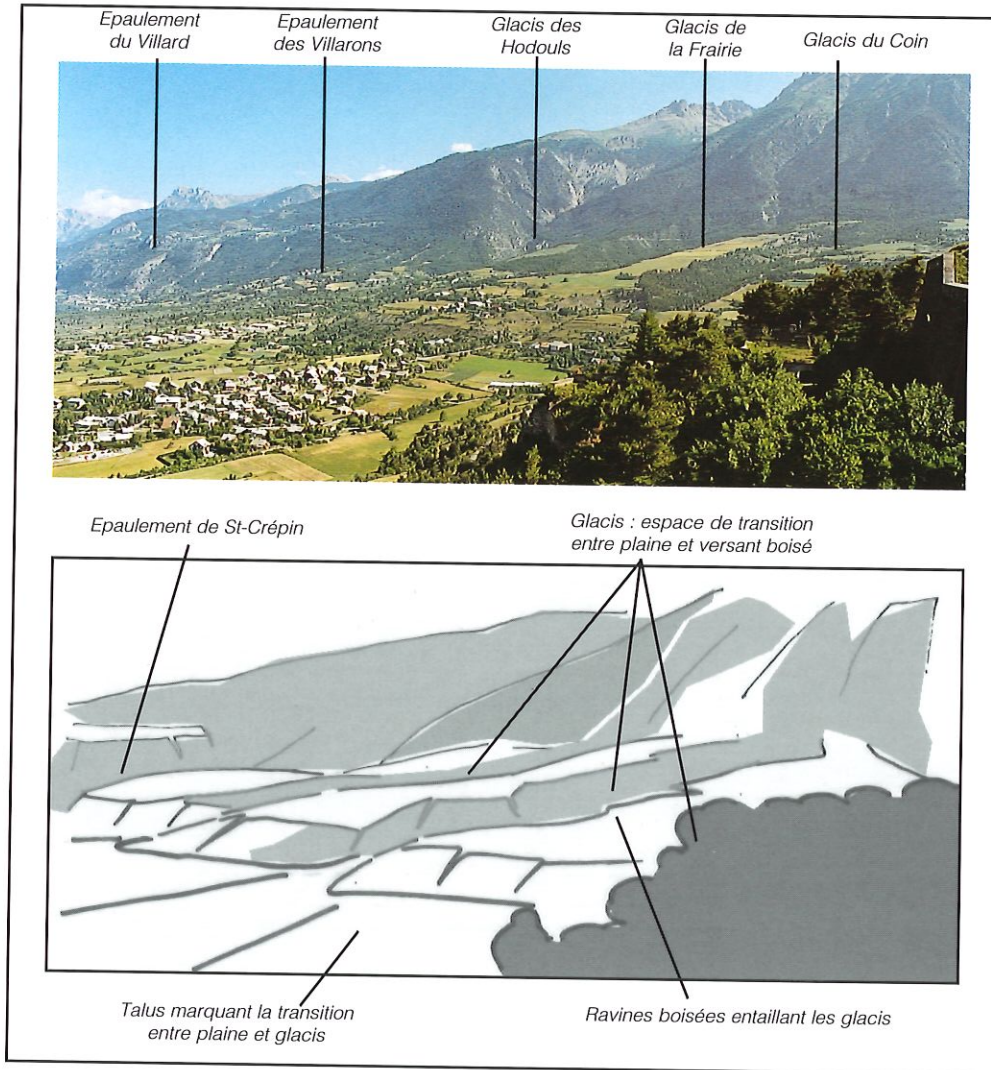 Epaulement
du Villard
Epaulement
des Villarons
Glacis des
Hodouls
Glacis de
la Frairie
Glacis du Coin
Epaulement de St-Crépin
Glacis : espace de transition
entre plaine et versant boisé
Talus marquant la transition
entre plaine et glacis
Ravines boisées entaillant les glacis